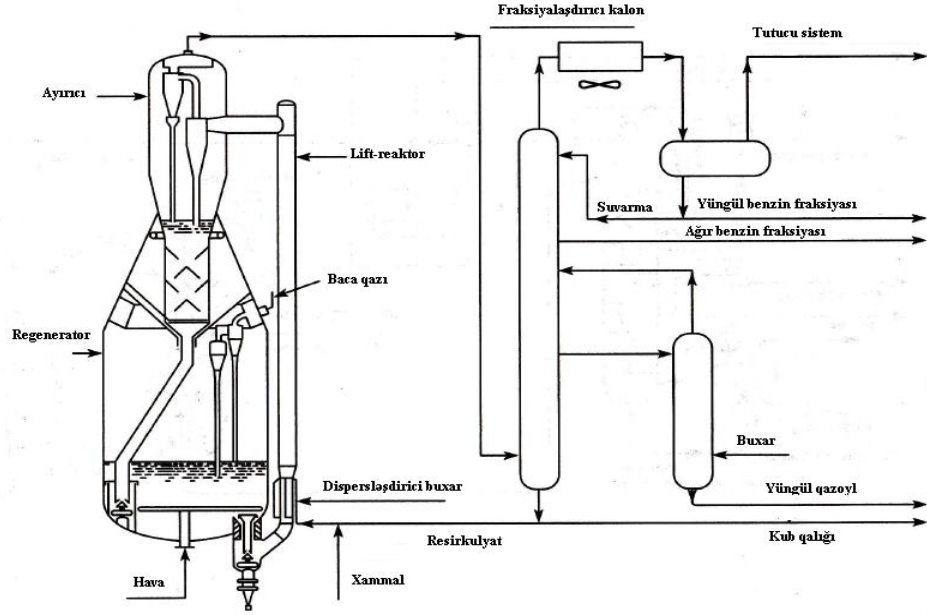 Fraksiyalaşdırıcı kalon
Tutucu sistem
Ayırıcı
Lift-reaktor
Suvarma
Yüngül benzin fraksiyası
Ağır benzin fraksiyası
Baca qazı
Regenerator
Buxar
Dispersləşdirici buxar
Yüngül qazoyl
Resirkulyat
Kub qalığı
Hava
Xammal